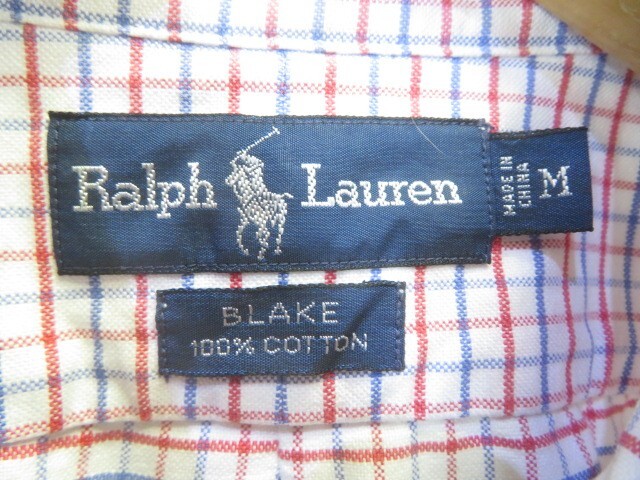 Ralph Lauren
MADE IN
CHINA
M
BLAKE
100% COTTON